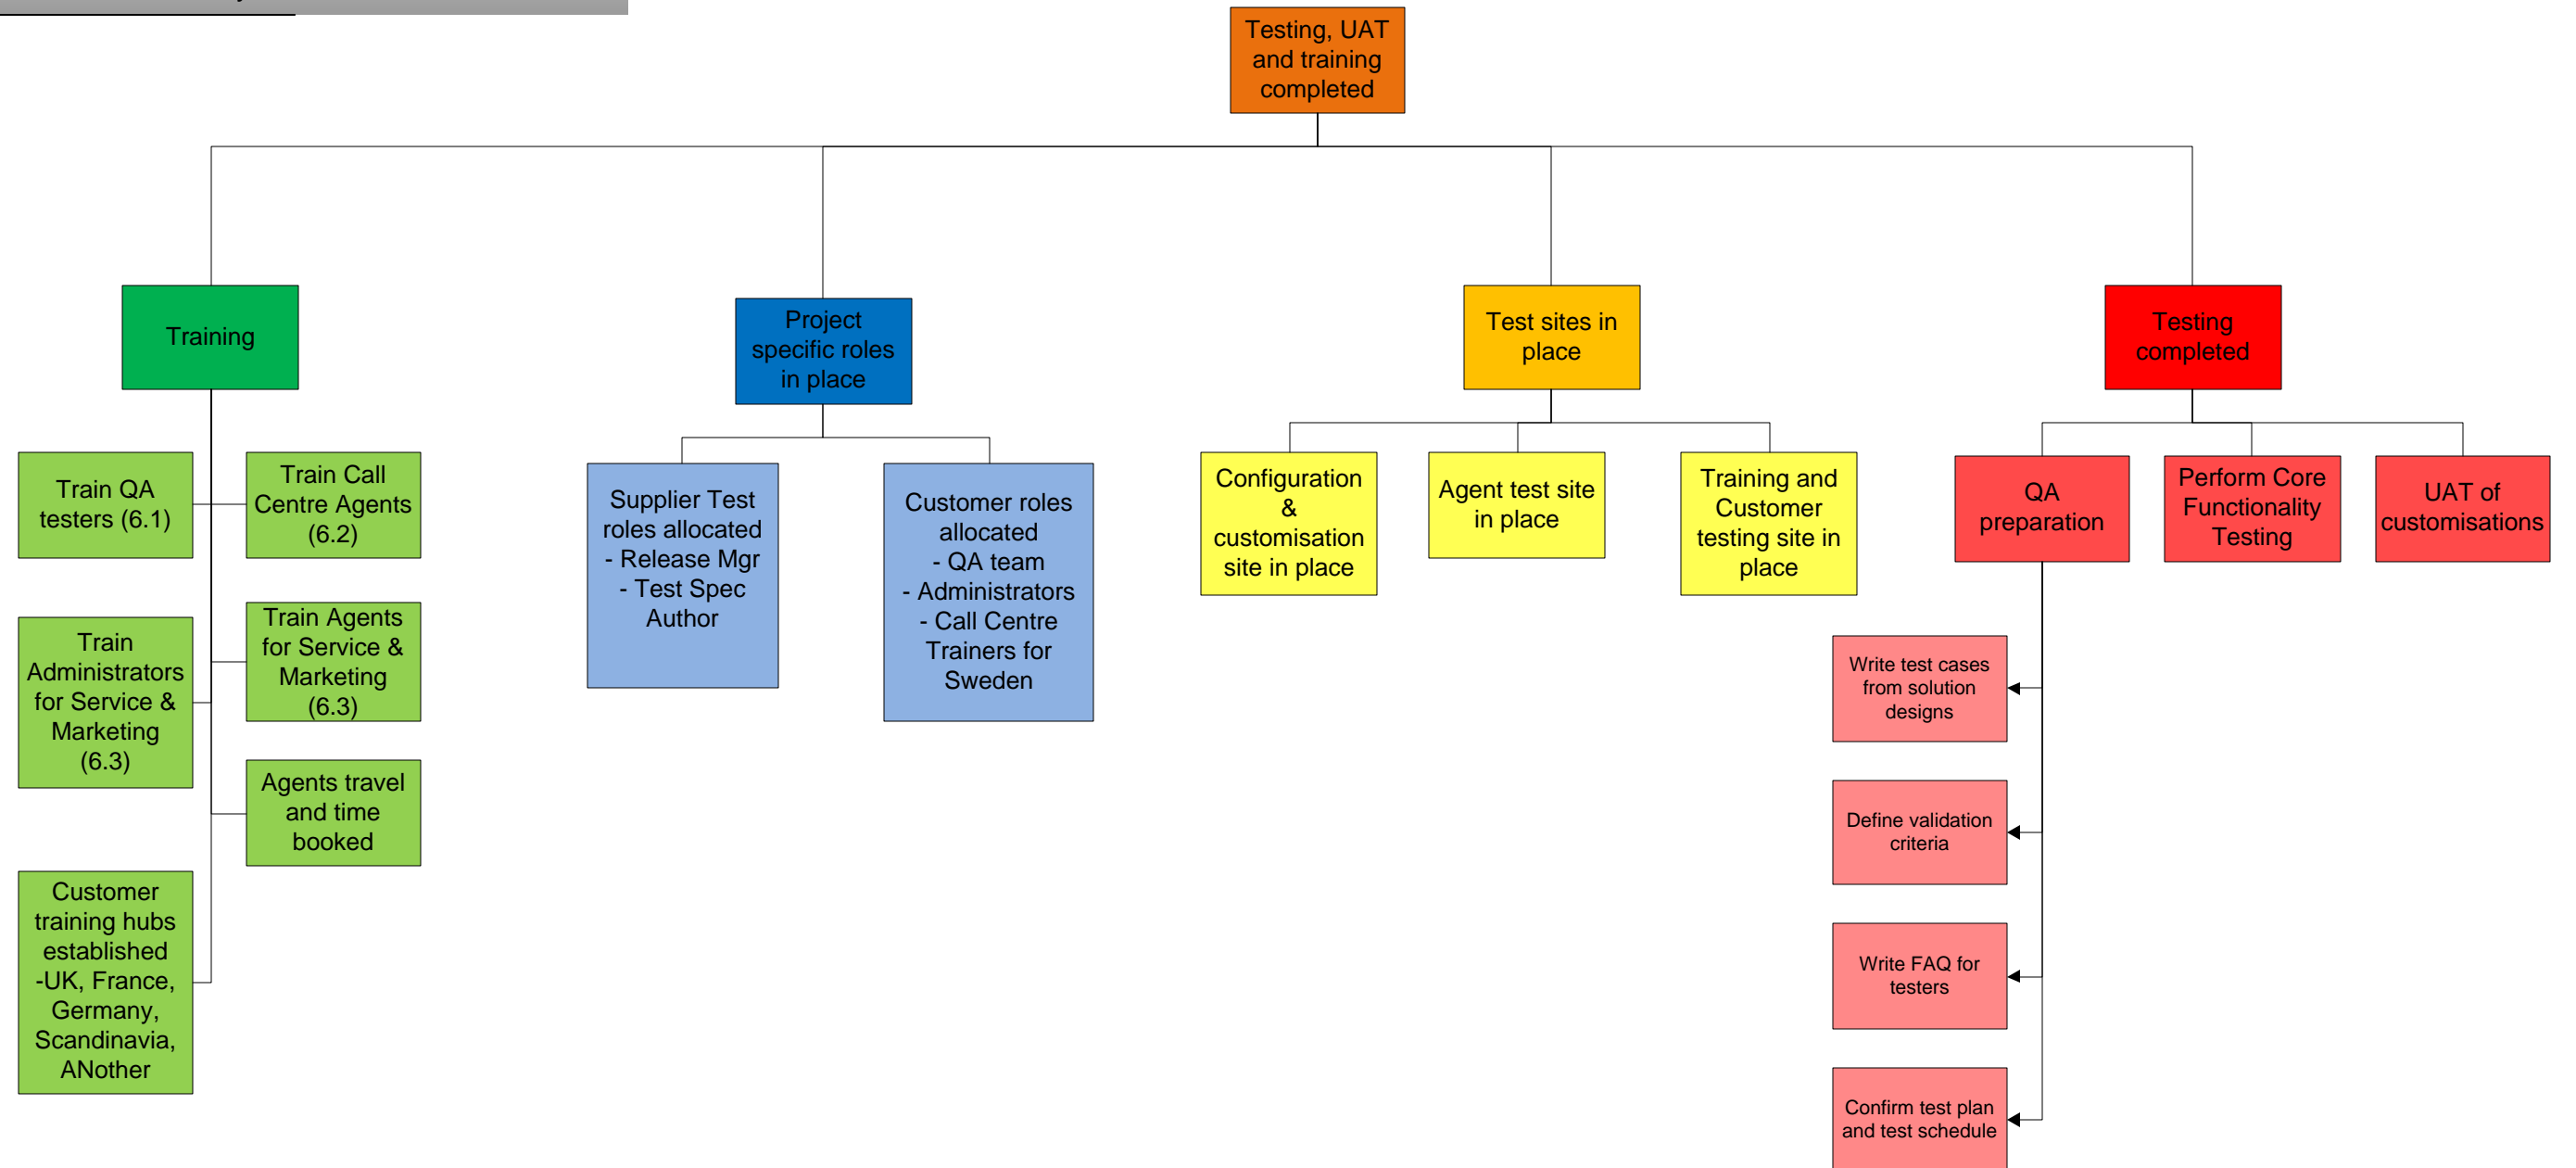 Testing, UAT
and training
completed
Training
Project
specific roles
in place
Test sites in
place
Testing
completed
Train QA
testers (6.1)
Train Call
Centre Agents
(6.2)
Train
Administrators
for Service &
Marketing
(6.3)
Train Agents
for Service &
Marketing
(6.3)
Agents travel
and time
booked
Customer
training hubs
established
-UK, France,
Germany,
Scandinavia,
ANother
Supplier Test
roles allocated
- Release Mgr
- Test Spec
Author
Customer roles
allocated
- QA team
- Administrators
- Call Centre
Trainers for
Sweden
Configuration
&
customisation
site in place
Agent test site
in place
Training and
Customer
testing site in
place
QA
preparation
Perform Core
Functionality
Testing
UAT of
customisations
Write test cases
from solution
designs
Define validation
criteria
Write FAQ for
testers
Confirm test plan
and test schedule